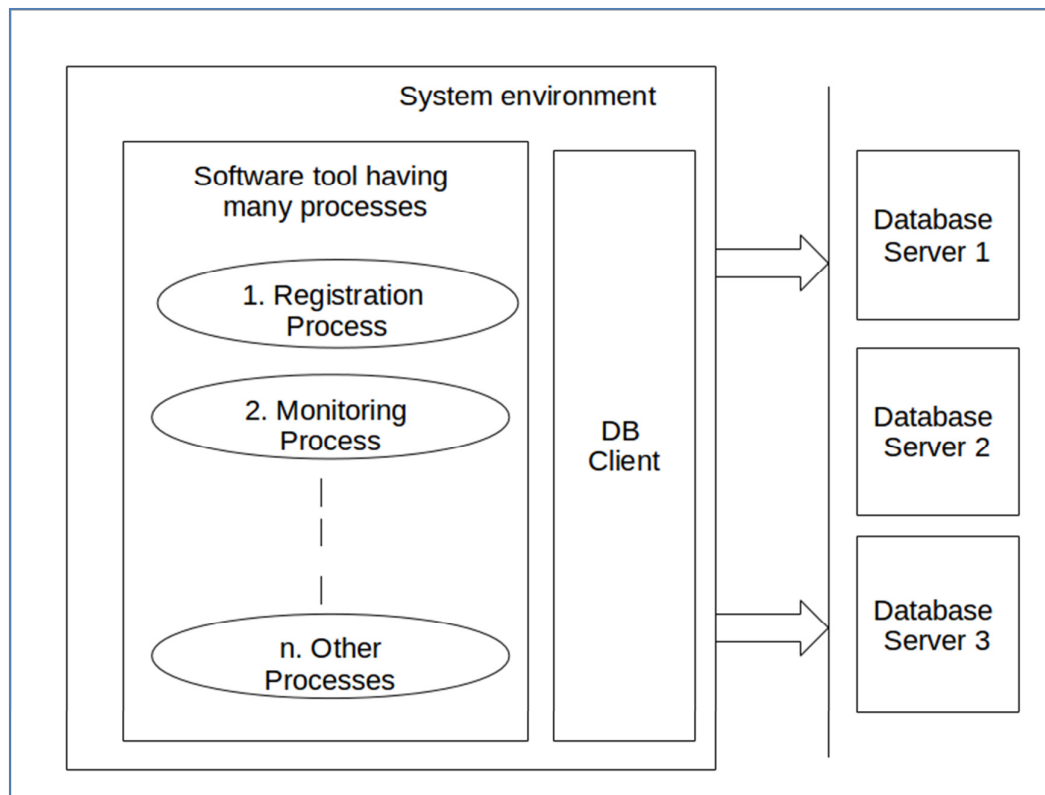 System environment
Software tool having
many processes
1. Registration
Process
2. Monitoring
Process
n. Other
Processes
DB
Client
Database
Server 1
Database
Server 2
Database
Server 3